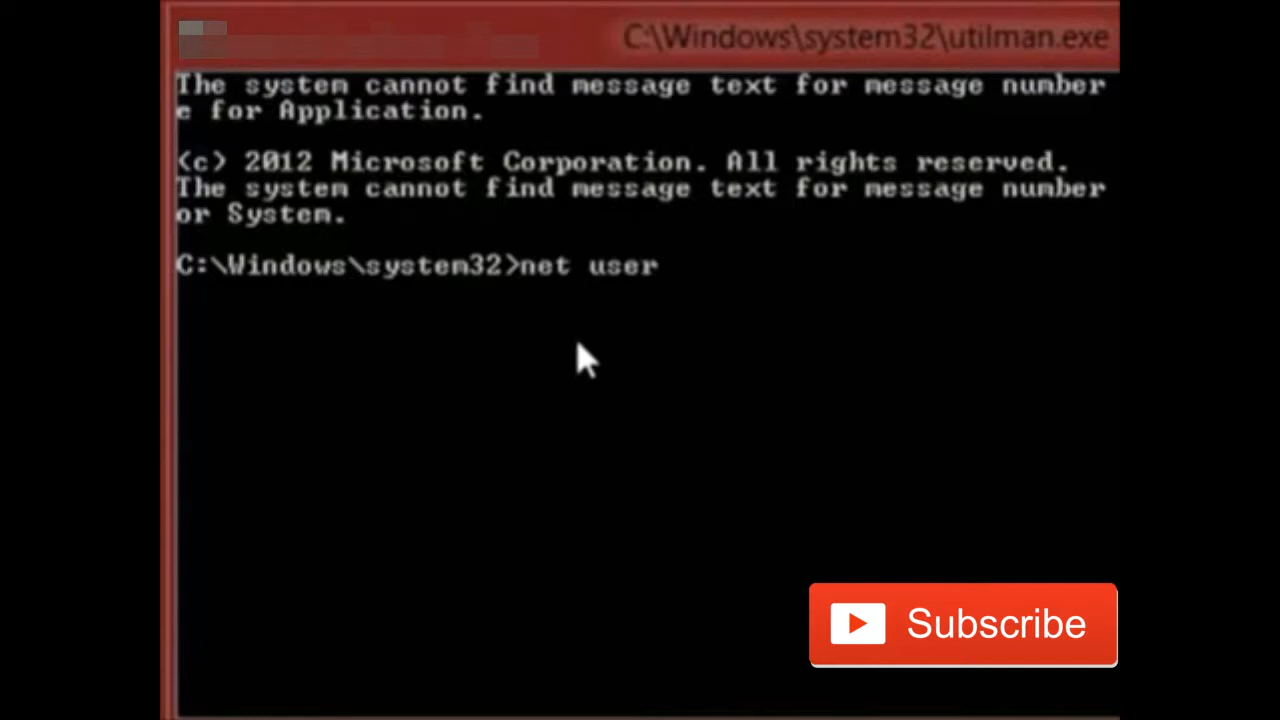 C:\Windows\system32\utilman.exe
The system cannot find message text for message number
e for Application.
(c) 2012 Microsoft Corporation. All rights reserved.
The system cannot find message text for message number
or System.
C:\Windows\system32>net user
Subscribe